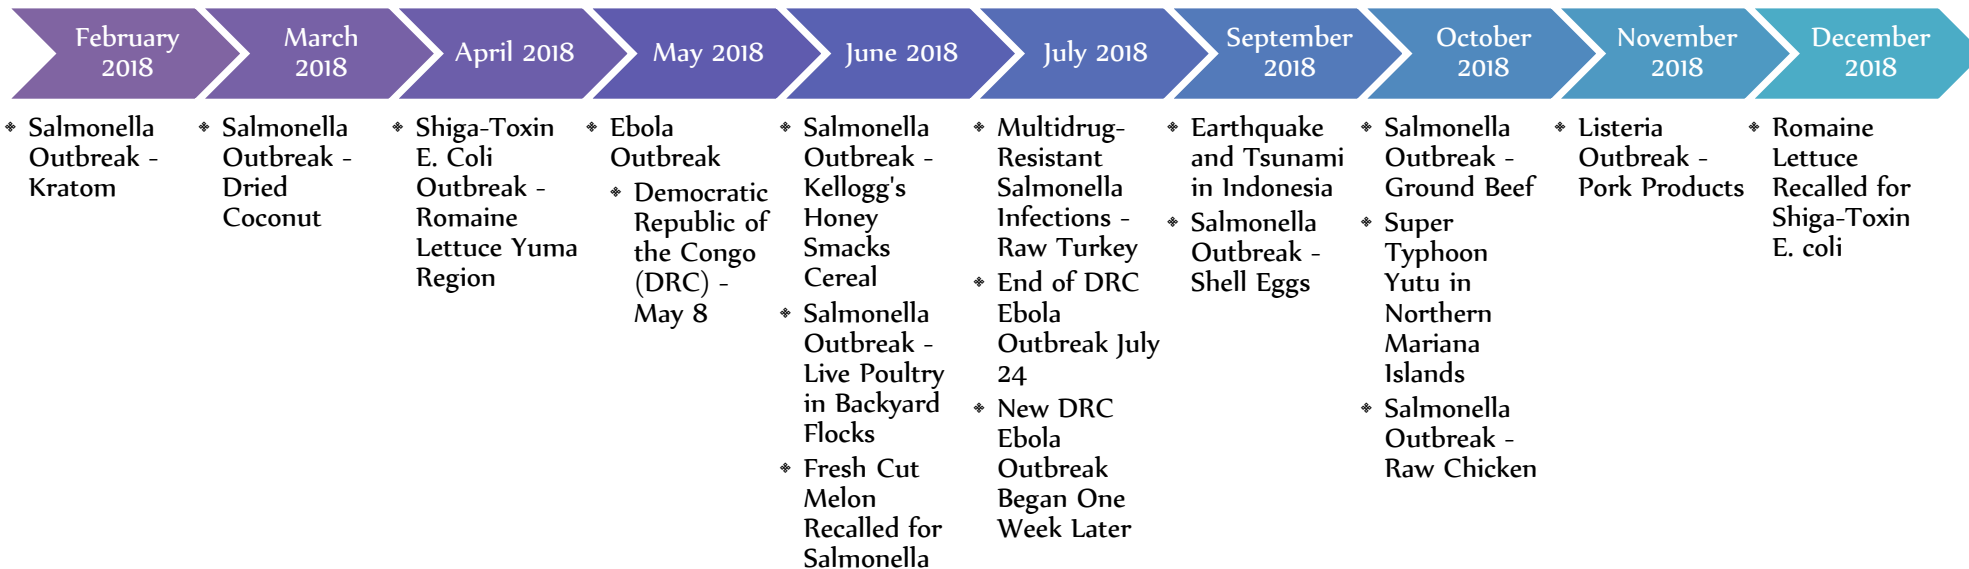 February
2018
March
2018
April 2018
May 2018
June 2018
July 2018
September
2018
October
2018
November
2018
December
2018
Salmonella
Outbreak -
Kratom
Salmonella
Outbreak -
Dried
Coconut
Shiga-Toxin
E. Coli
Outbreak -
Romaine
Lettuce Yuma
Region
Ebola
Outbreak
Democratic
Republic of
the Congo
(DRC) -
May 8
Salmonella
Outbreak -
Kellogg's
Honey
Smacks
Cereal
Salmonella
Outbreak -
Live Poultry
in Backyard
Flocks
Fresh Cut
Melon
Recalled for
Salmonella
Multidrug-
Resistant
Salmonella
Infections -
Raw Turkey
End of DRC
Ebola
Outbreak July
24
New DRC
Ebola
Outbreak
Began One
Week Later
Earthquake
and Tsunami
in Indonesia
Salmonella
Outbreak -
Shell Eggs
Salmonella
Outbreak -
Ground Beef
Super
Typhoon
Yutu in
Northern
Mariana
Islands
Salmonella
Outbreak -
Raw Chicken
Listeria
Outbreak -
Pork Products
Romaine
Lettuce
Recalled for
Shiga-Toxin
E. coli